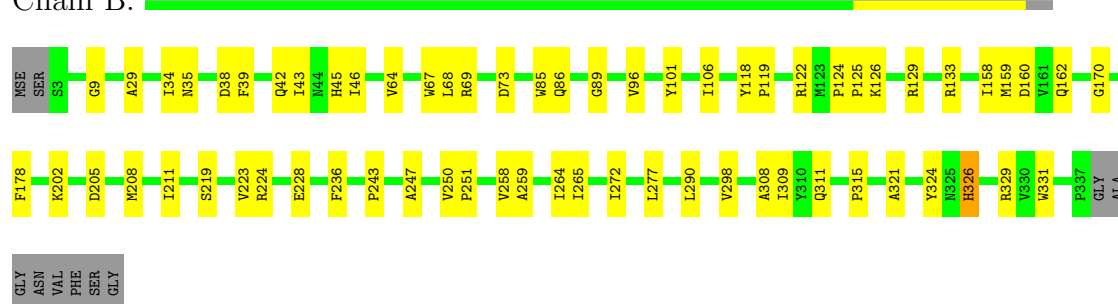 Chain B:
MSE SER S3 G9 A29 I34 N35 D38 F39 Q42 I43 N44 H45 I46 V64 W67 L68 R69 D73 W85 Q86 G89 V96 Y101 I106 Y118 P119 R122 M123 P124 P125 K126 R129 R133 I158 M159 D160 V161 Q162 G170
F178 K202 D205 M208 I211 S219 V223 R224 E228 F236 P243 A247 V250 P251 V258 A259 I264 I265 I272 L277 L290 V298 A308 I309 Y310 Q311 P315 A321 Y324 N325 H326 R329 V330 W331 P337 GLY ALA
GLY ASN VAL PHE SER GLY